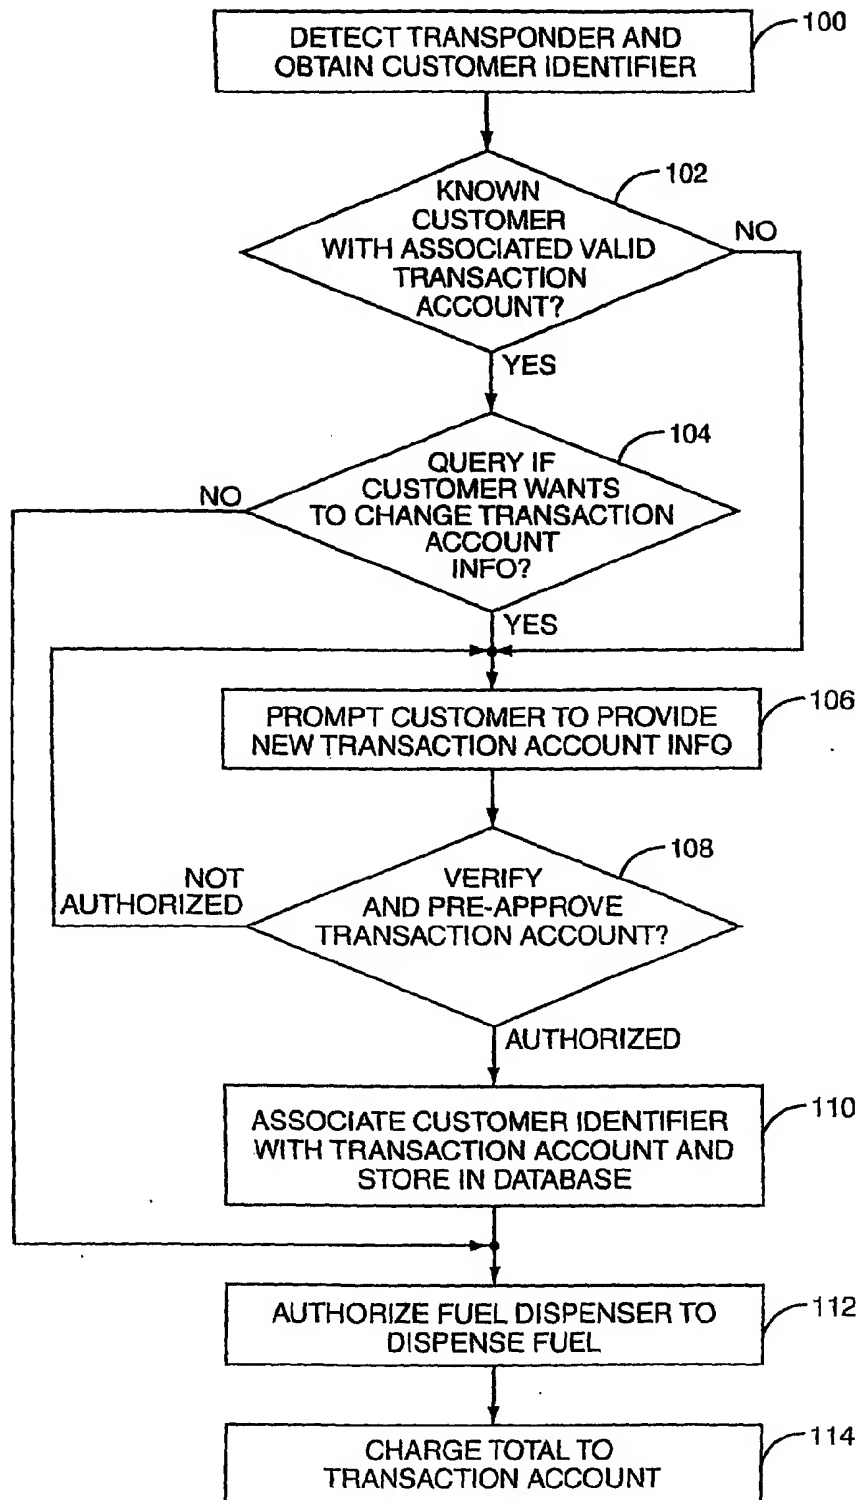 100
DETECT TRANSPONDER AND
OBTAIN CUSTOMER IDENTIFIER
102
KNOWN
CUSTOMER
WITH ASSOCIATED VALID
TRANSACTION
ACCOUNT?
NO
YES
104
QUERY IF
CUSTOMER WANTS
TO CHANGE TRANSACTION
ACCOUNT
INFO?
NO
YES
106
PROMPT CUSTOMER TO PROVIDE
NEW TRANSACTION ACCOUNT INFO
108
VERIFY
AND PRE-APPROVE
TRANSACTION ACCOUNT?
NOT
AUTHORIZED
AUTHORIZED
110
ASSOCIATE CUSTOMER IDENTIFIER
WITH TRANSACTION ACCOUNT AND
STORE IN DATABASE
112
AUTHORIZE FUEL DISPENSER TO
DISPENSE FUEL
114
CHARGE TOTAL TO
TRANSACTION ACCOUNT